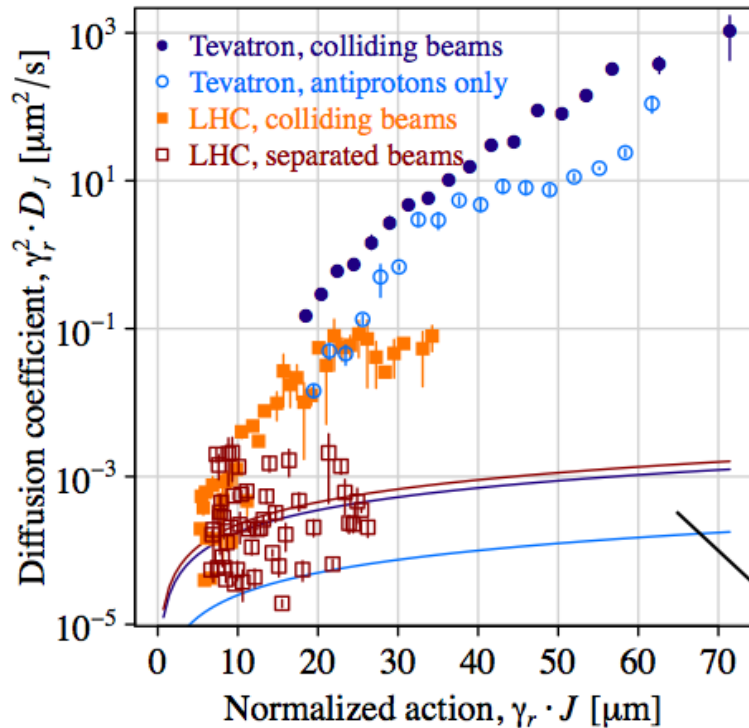 Tevatron, colliding beams
Tevatron, antiprotons only
LHC, colliding beams
LHC, separated beams
Diffusion coefficient, γᵣ² · D_J [μm²/s]
10³
10¹
10⁻¹
10⁻³
10⁻⁵
0 10 20 30 40 50 60 70
Normalized action, γᵣ · J [μm]